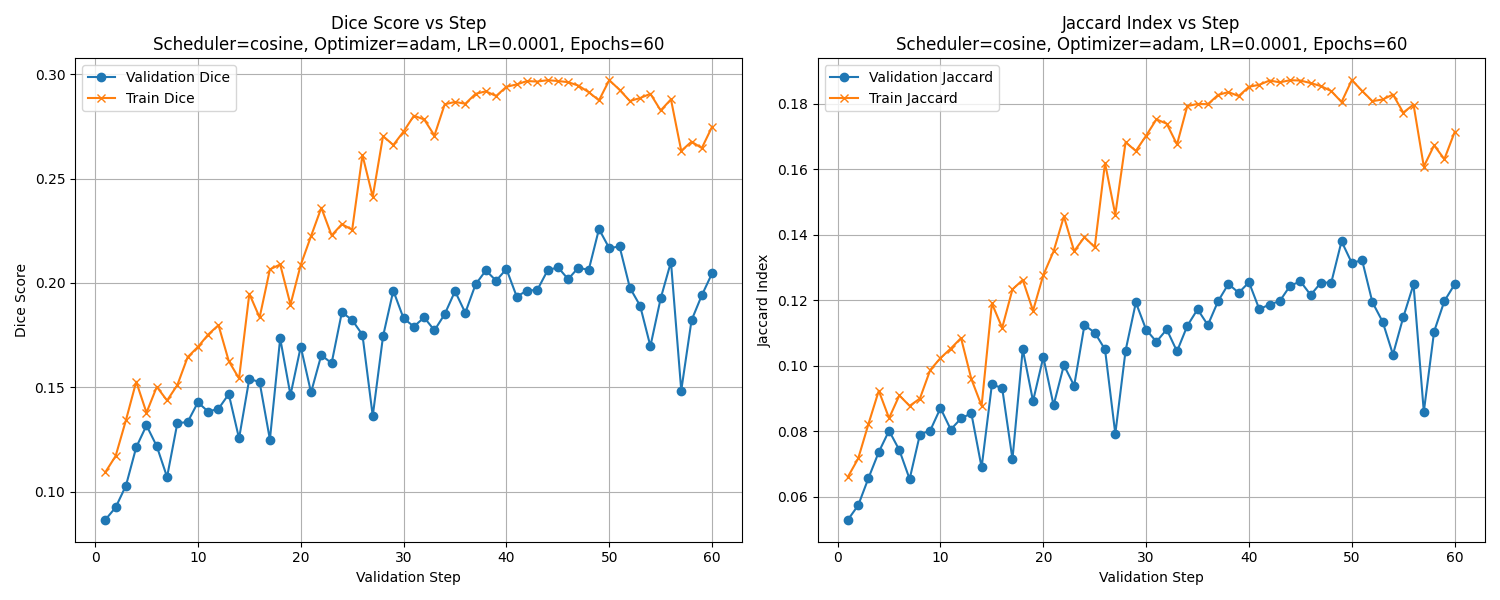 Dice Score vs Step
Scheduler=cosine, Optimizer=adam, LR=0.0001, Epochs=60
Validation Dice
Train Dice
0.30
0.25
0.20
0.15
0.10
Dice Score
0 10 20 30 40 50 60
Validation Step
Jaccard Index vs Step
Scheduler=cosine, Optimizer=adam, LR=0.0001, Epochs=60
Validation Jaccard
Train Jaccard
0.18
0.16
0.14
0.12
0.10
0.08
0.06
Jaccard Index
0 10 20 30 40 50 60
Validation Step